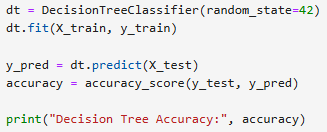 dt = DecisionTreeClassifier(random_state=42)
dt.fit(X_train, y_train)
y_pred = dt.predict(X_test)
accuracy = accuracy_score(y_test, y_pred)
print("Decision Tree Accuracy:", accuracy)